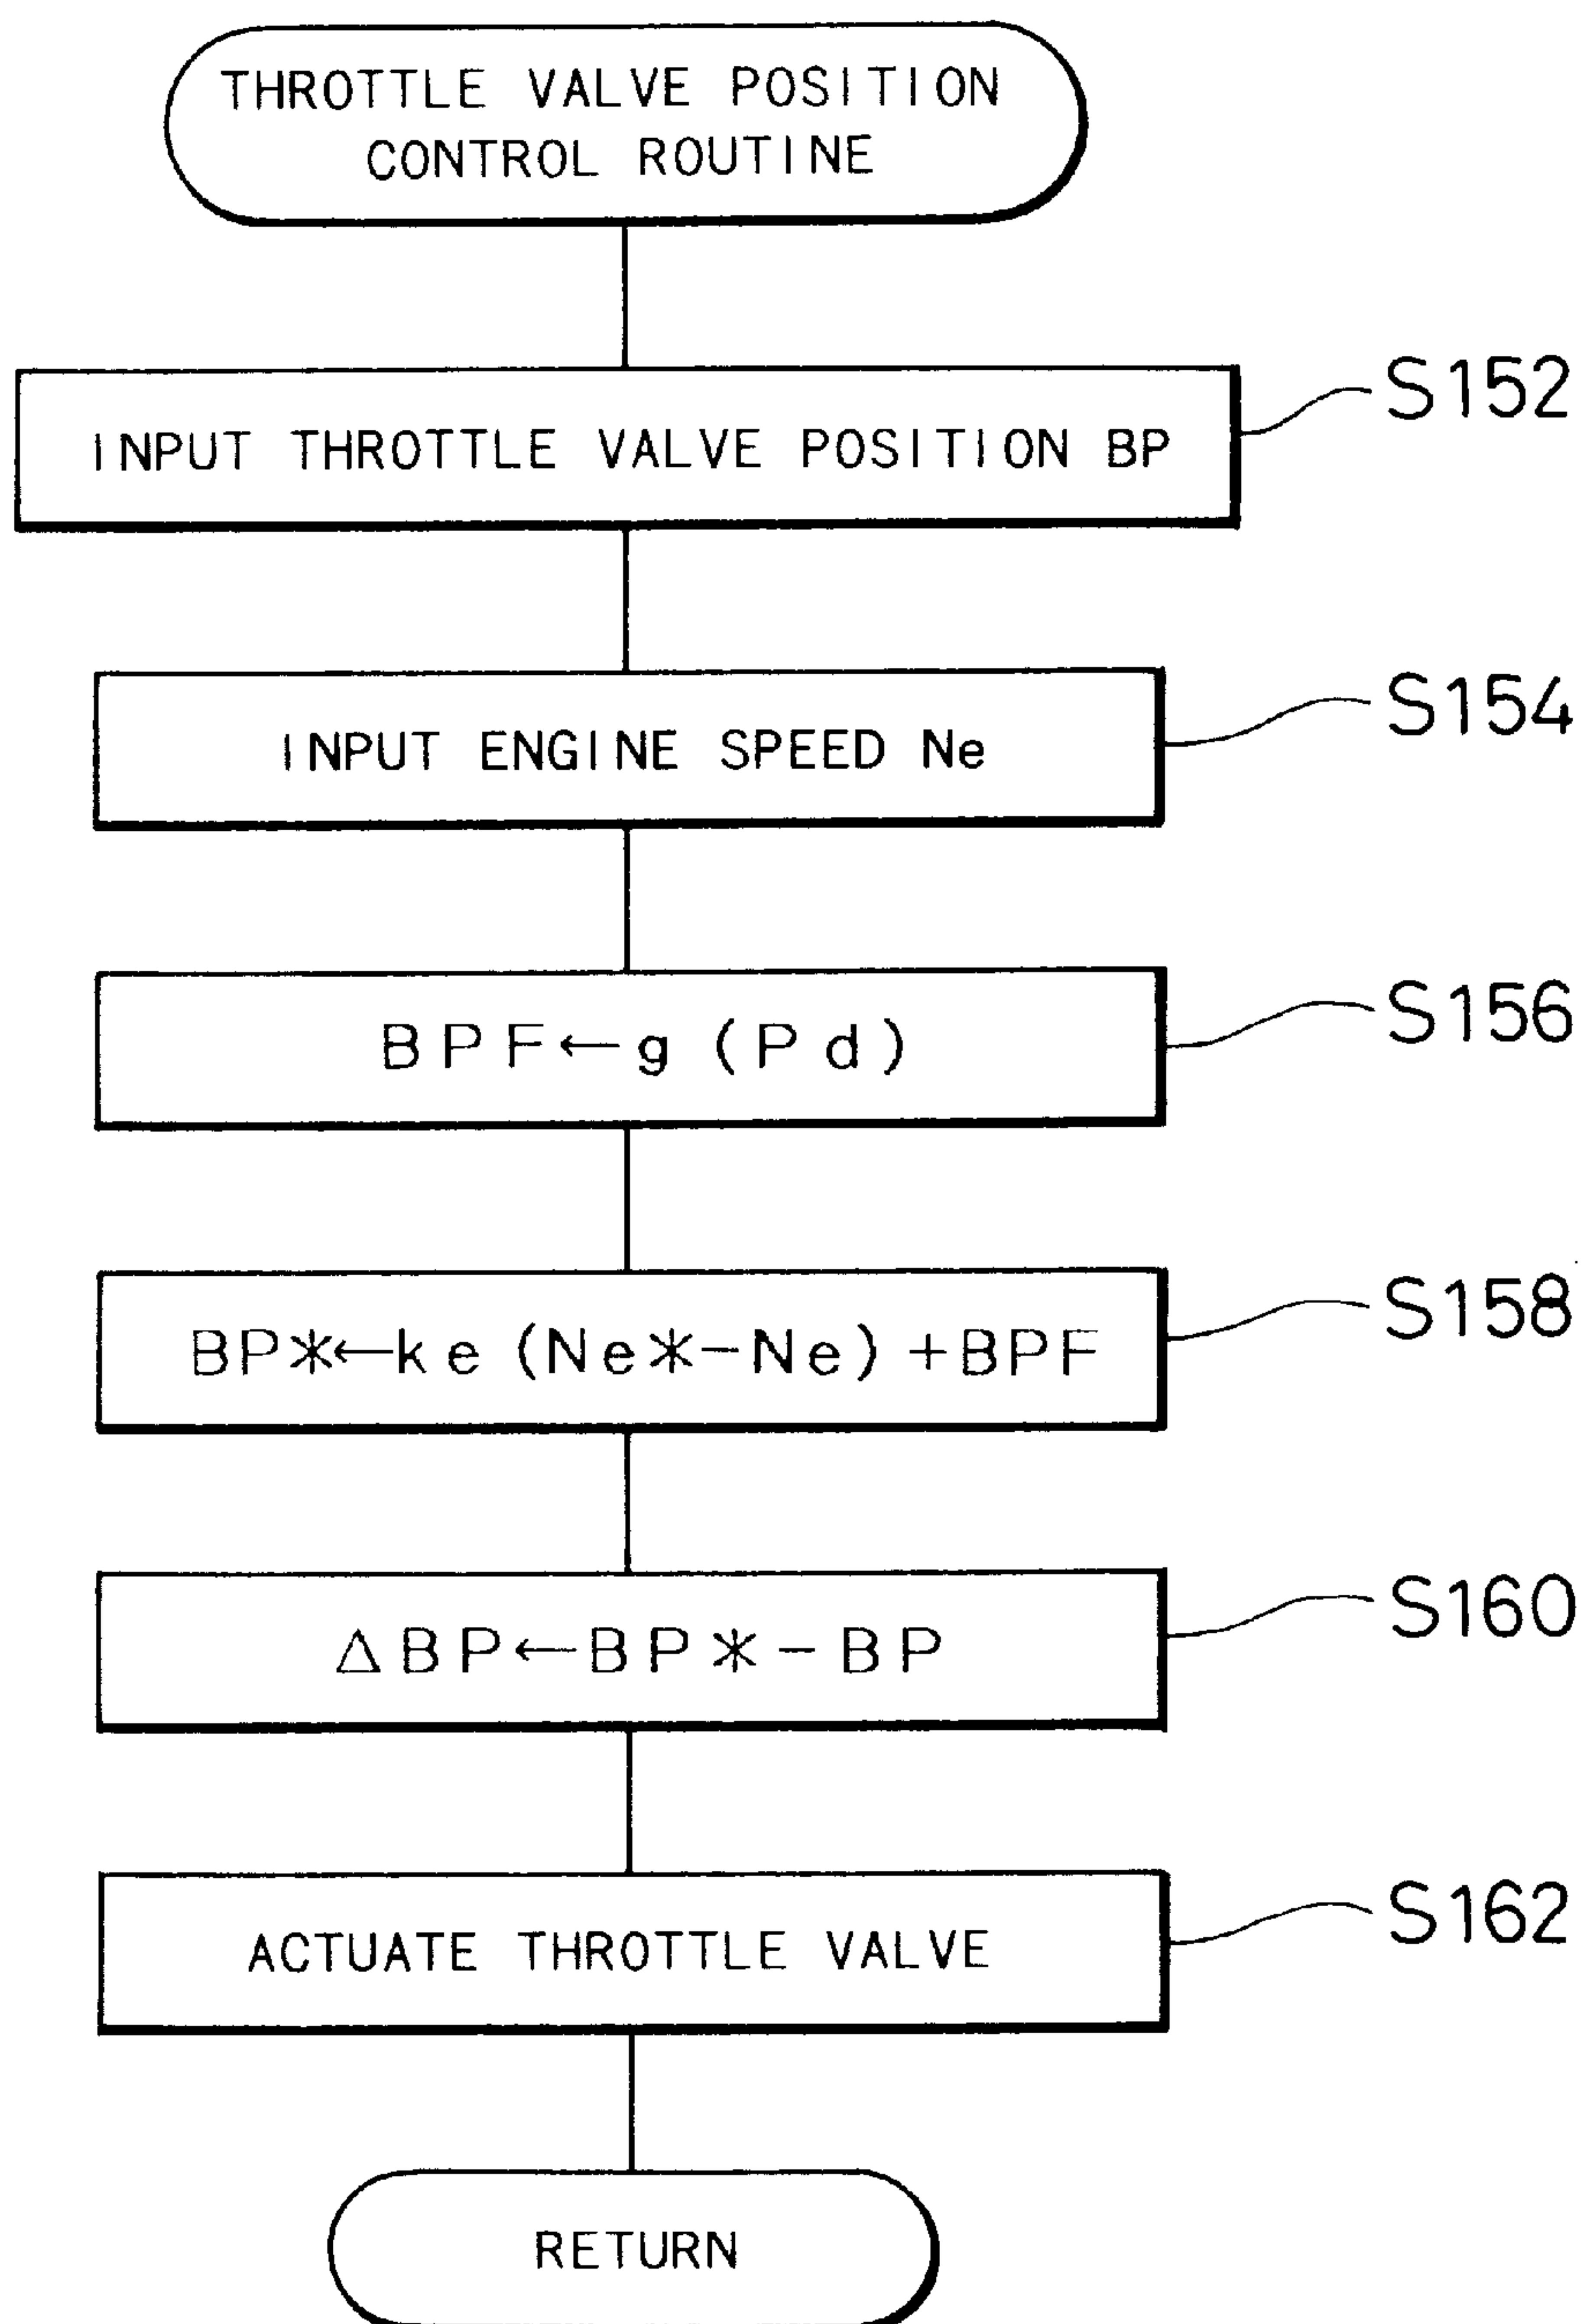 THROTTLE VALVE POSITION
CONTROL ROUTINE
INPUT THROTTLE VALVE POSITION BP
S152
INPUT ENGINE SPEED Ne
S154
BPF←g (Pd)
S156
BP*←ke (Ne*−Ne) +BPF
S158
ΔBP←BP*−BP
S160
ACTUATE THROTTLE VALVE
S162
RETURN